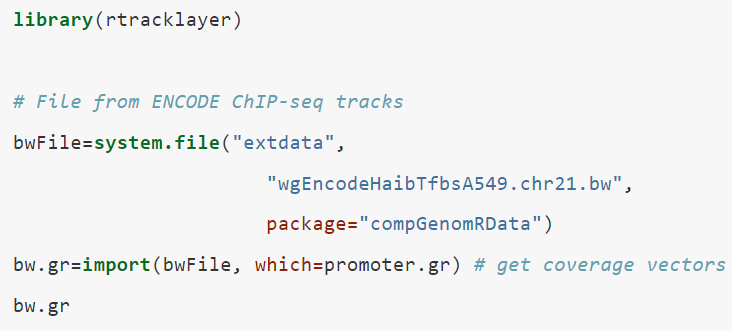 library(rtracklayer)
# File from ENCODE ChIP-seq tracks
bwFile=system.file("extdata",
"wgEncodeHaibTfbsA549.chr21.bw",
package="compGenomRData")
bw.gr=import(bwFile, which=promoter.gr) # get coverage vectors
bw.gr